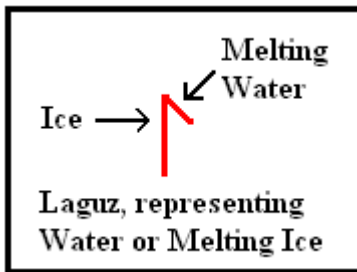 Melting
Water
Ice
Laguz, representing
Water or Melting Ice